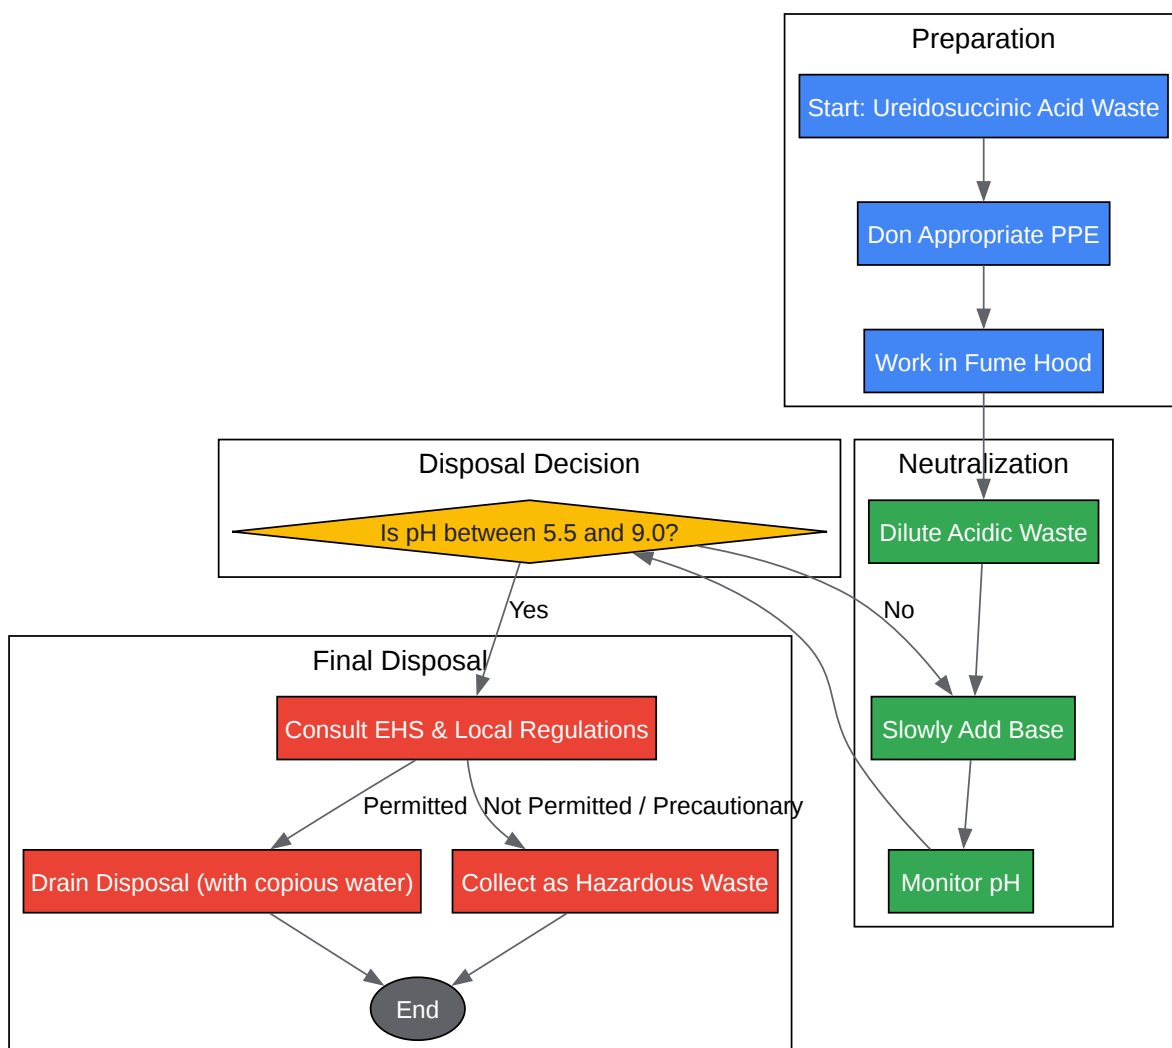 Preparation
Start: Ureidosuccinic Acid Waste
Don Appropriate PPE
Work in Fume Hood
Disposal Decision
Is pH between 5.5 and 9.0?
Neutralization
Dilute Acidic Waste
Yes
No
Final Disposal
Consult EHS & Local Regulations
Slowly Add Base
Permitted
Not Permitted / Precautionary
Drain Disposal (with copious water)
Collect as Hazardous Waste
Monitor pH
End